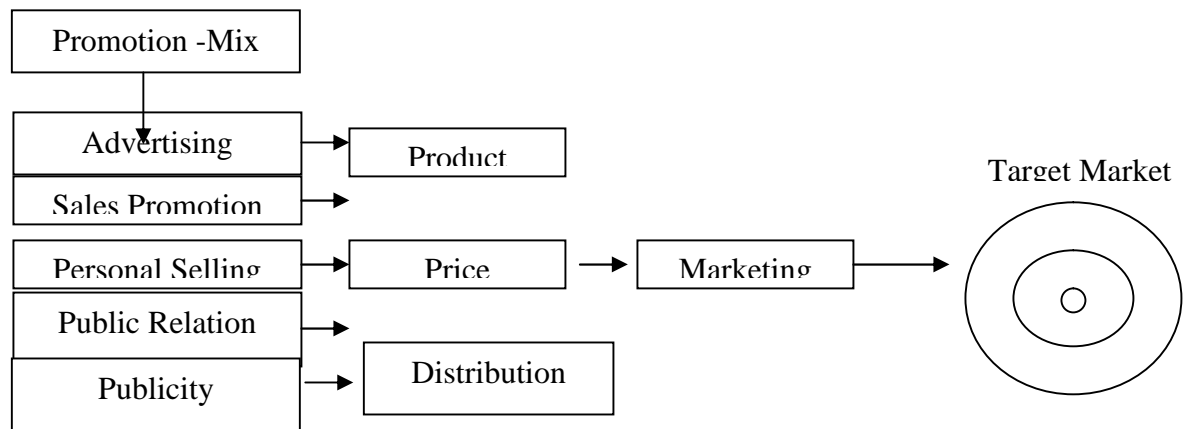 Promotion -Mix
Advertising
Product
Target Market
Sales Promotion
Personal Selling
Price
Marketing
Public Relation
Distribution
Publicity